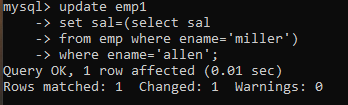 mysql> update emp1
    -> set sal=(select sal
    -> from emp where ename='miller')
    -> where ename='allen';
Query OK, 1 row affected (0.01 sec)
Rows matched: 1  Changed: 1  Warnings: 0